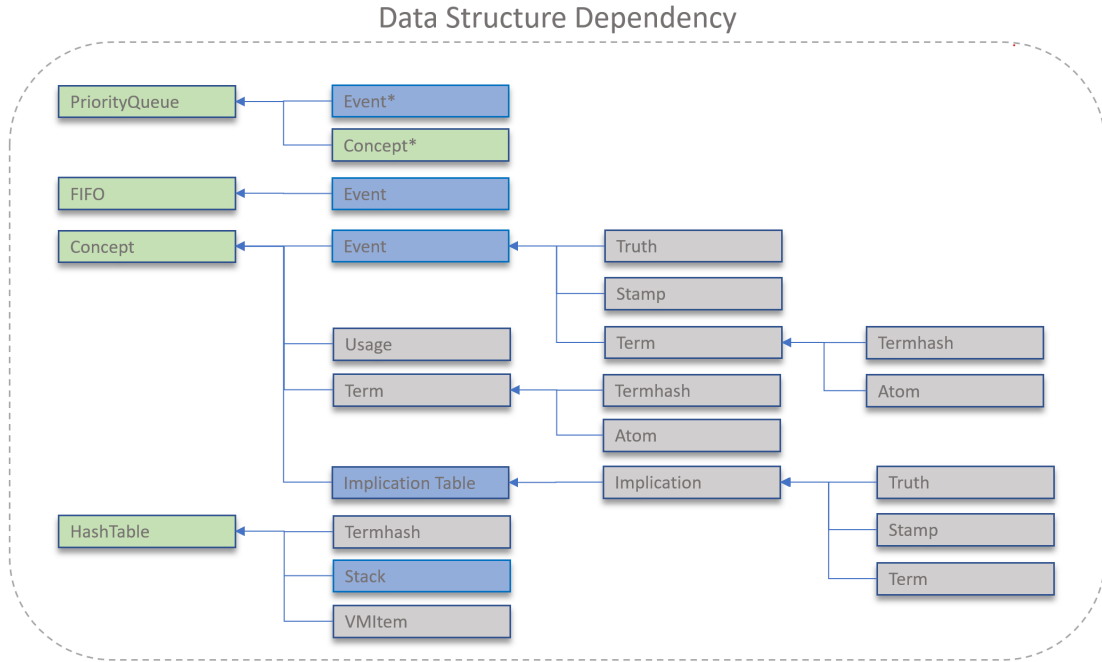 Data Structure Dependency
PriorityQueue
Event*
Concept*
FIFO
Event
Concept
Event
Truth
Stamp
Usage
Term
Termhash
Term
Termhash
Atom
Atom
Implication Table
Implication
Truth
HashTable
Termhash
Stamp
Stack
Term
VMItem